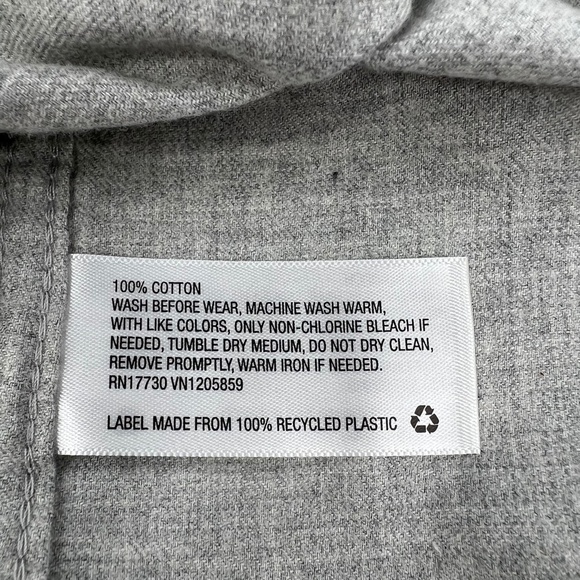 100% COTTON
WASH BEFORE WEAR, MACHINE WASH WARM,
WITH LIKE COLORS, ONLY NON-CHLORINE BLEACH IF
NEEDED, TUMBLE DRY MEDIUM, DO NOT DRY CLEAN,
REMOVE PROMPTLY, WARM IRON IF NEEDED.
RN17730 VN1205859
LABEL MADE FROM 100% RECYCLED PLASTIC